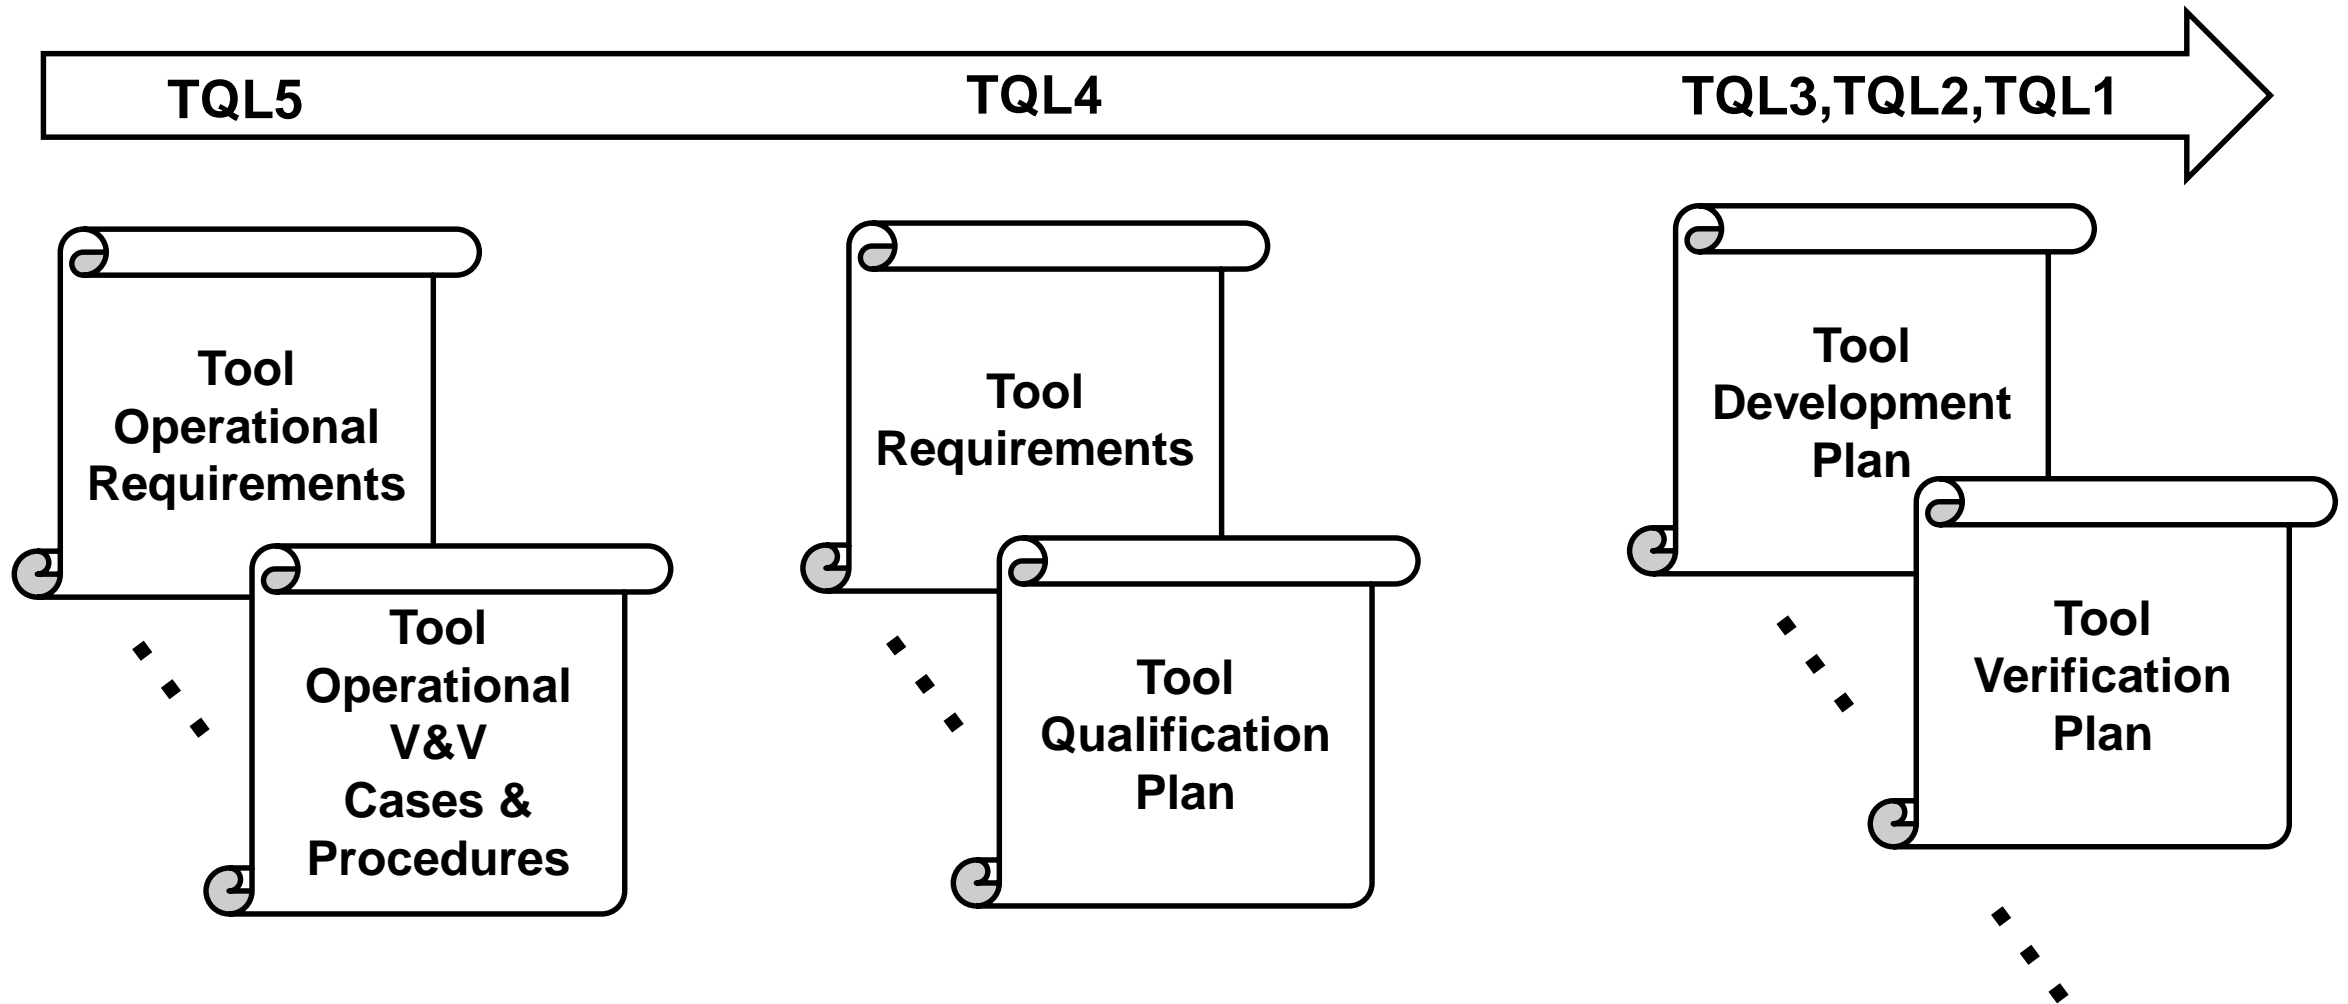 TQL5
TQL4
TQL3,TQL2,TQL1
Tool
Operational
Requirements
Tool
Operational
V&V
Cases &
Procedures
Tool
Requirements
Tool
Qualification
Plan
Tool
Development
Plan
Tool
Verification
Plan